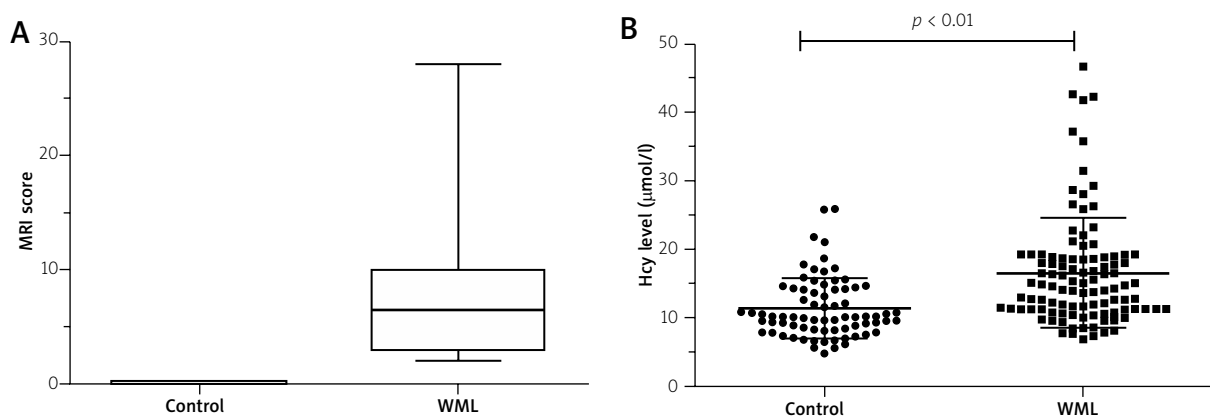 A
MRI score
30
20
10
0
Control
WML
B
p < 0.01
Hcy level (μmol/l)
50
40
30
20
10
0
Control
WML